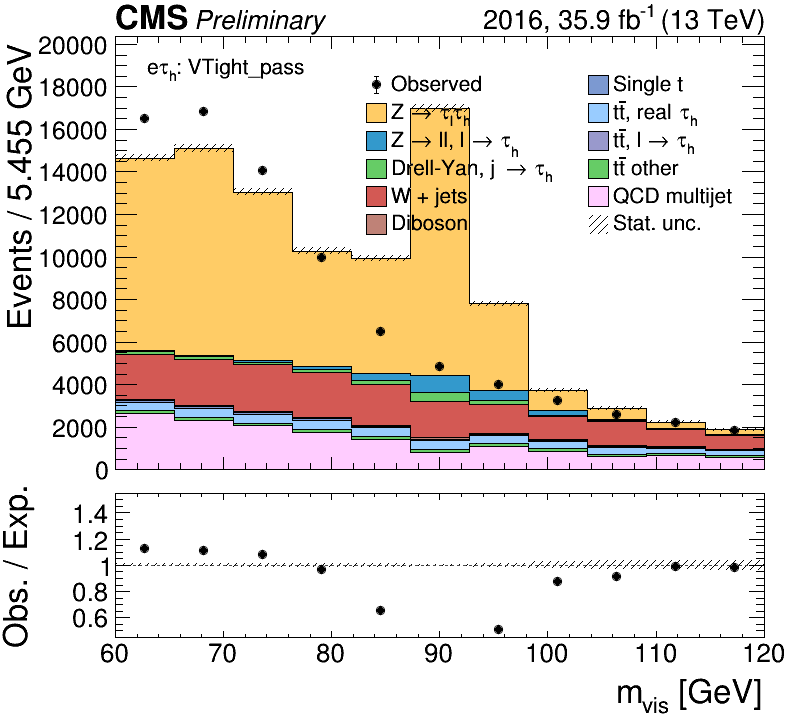 CMS Preliminary 2016, 35.9 fb⁻¹ (13 TeV)
Events / 5.455 GeV
20000
18000
16000
14000
12000
10000
8000
6000
4000
2000
0
eτₕ: VTight_pass
Observed
Z → τₗτₕ
Z → ll, l → τₕ
Drell-Yan, j → τₕ
W + jets
Diboson
Single t
tt̄, real τₕ
tt̄, l → τₕ
tt̄ other
QCD multijet
Stat. unc.
Obs. / Exp.
1.4
1.2
1
0.8
0.6
60 70 80 90 100 110 120
m_vis [GeV]